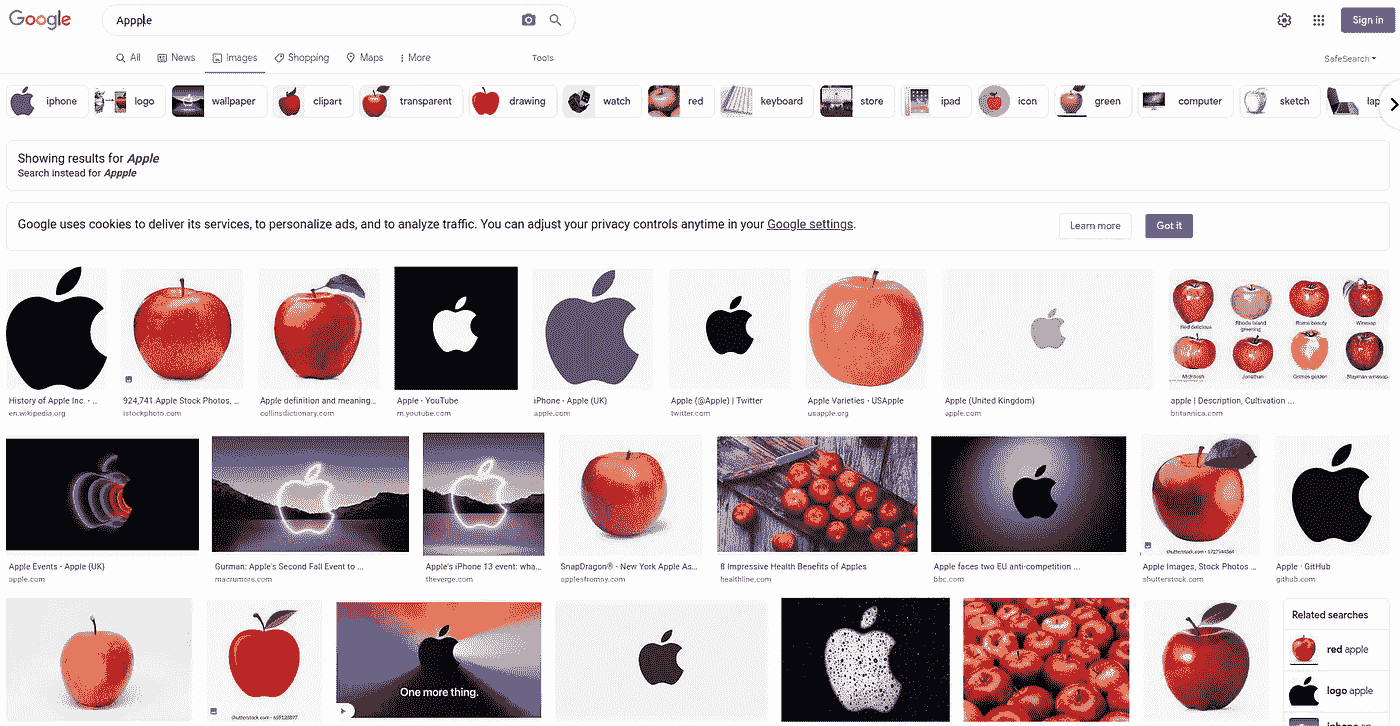 Google
Appple
Sign in
All News Images Shopping Maps More Tools SafeSearch
iphone logo wallpaper clipart transparent drawing watch red keyboard store ipad icon green computer sketch lap
Showing results for Apple
Search instead for Appple
Google uses cookies to deliver its services, to personalize ads, and to analyze traffic. You can adjust your privacy controls anytime in your Google settings.
Learn more Got it
Red delicious Rhode Island greening Rome beauty Winesap
McIntosh Jonathan Grimes golden Stayman winesap
History of Apple Inc. - ...
en.wikipedia.org
924,741 Apple Stock Photos, ...
istockphoto.com
Apple definition and meaning...
collinsdictionary.com
Apple - YouTube
m.youtube.com
iPhone - Apple (UK)
apple.com
Apple (@Apple) | Twitter
twitter.com
Apple Varieties - USApple
usapple.org
Apple (United Kingdom)
apple.com
apple | Description, Cultivation ...
britannica.com
Apple Events - Apple (UK)
apple.com
Gurman: Apple's Second Fall Event to ...
macrumors.com
Apple's iPhone 13 event: wha...
theverge.com
SnapDragon® - New York Apple As...
applesfromny.com
8 Impressive Health Benefits of Apples
healthline.com
Apple faces two EU anti-competition ...
bbc.com
shutterstock.com
Apple Images, Stock Photos ...
shutterstock.com
Apple · GitHub
github.com
shutterstock.com
One more thing.
Related searches
red apple
logo apple